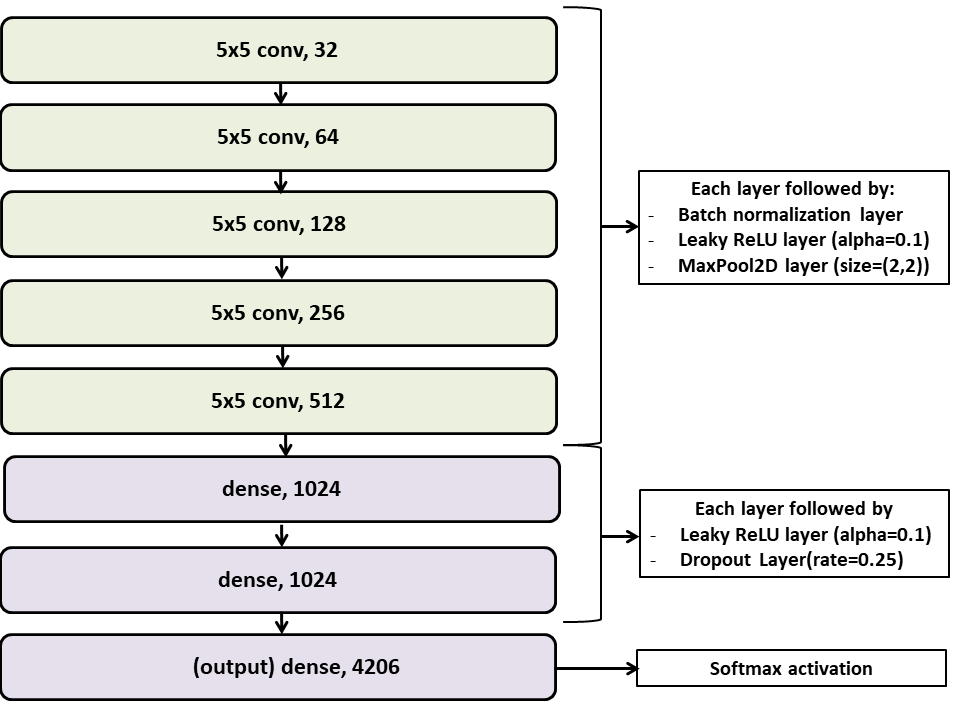 5x5 conv, 32
5x5 conv, 64
5x5 conv, 128
5x5 conv, 256
5x5 conv, 512
dense, 1024
dense, 1024
(output) dense, 4206
Each layer followed by:
- Batch normalization layer
- Leaky ReLU layer (alpha=0.1)
- MaxPool2D layer (size=(2,2))
Each layer followed by
- Leaky ReLU layer (alpha=0.1)
- Dropout Layer(rate=0.25)
Softmax activation